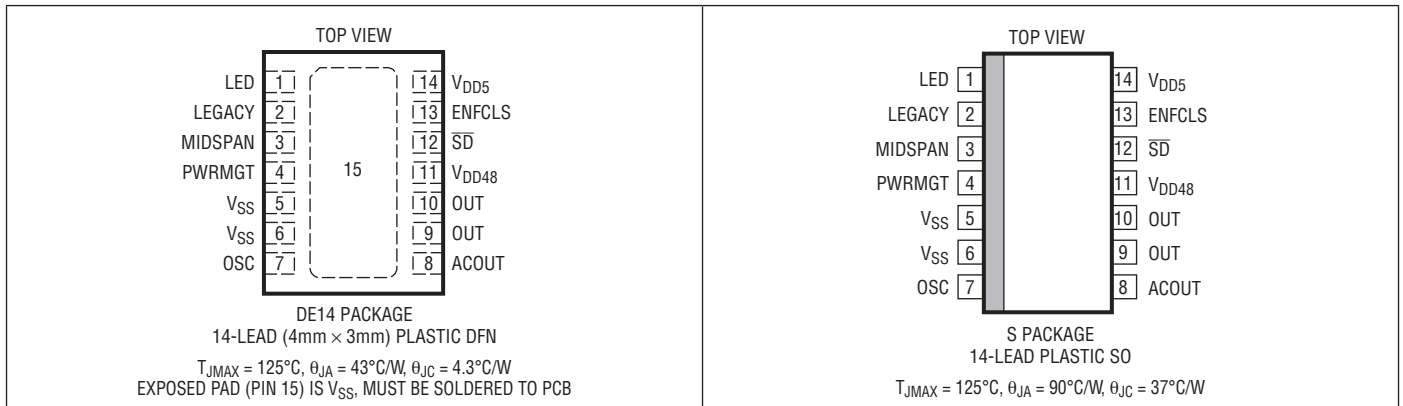 TOP VIEW
LED 1 14 VDD5
LEGACY 2 13 ENFCLS
MIDSPAN 3 12 S̅D̅
PWRMGT 4 15 11 VDD48
VSS 5 10 OUT
VSS 6 9 OUT
OSC 7 8 ACOUT
DE14 PACKAGE
14-LEAD (4mm × 3mm) PLASTIC DFN
TJMAX = 125°C, θJA = 43°C/W, θJC = 4.3°C/W
EXPOSED PAD (PIN 15) IS VSS, MUST BE SOLDERED TO PCB
TOP VIEW
LED 1 14 VDD5
LEGACY 2 13 ENFCLS
MIDSPAN 3 12 S̅D̅
PWRMGT 4 11 VDD48
VSS 5 10 OUT
VSS 6 9 OUT
OSC 7 8 ACOUT
S PACKAGE
14-LEAD PLASTIC SO
TJMAX = 125°C, θJA = 90°C/W, θJC = 37°C/W